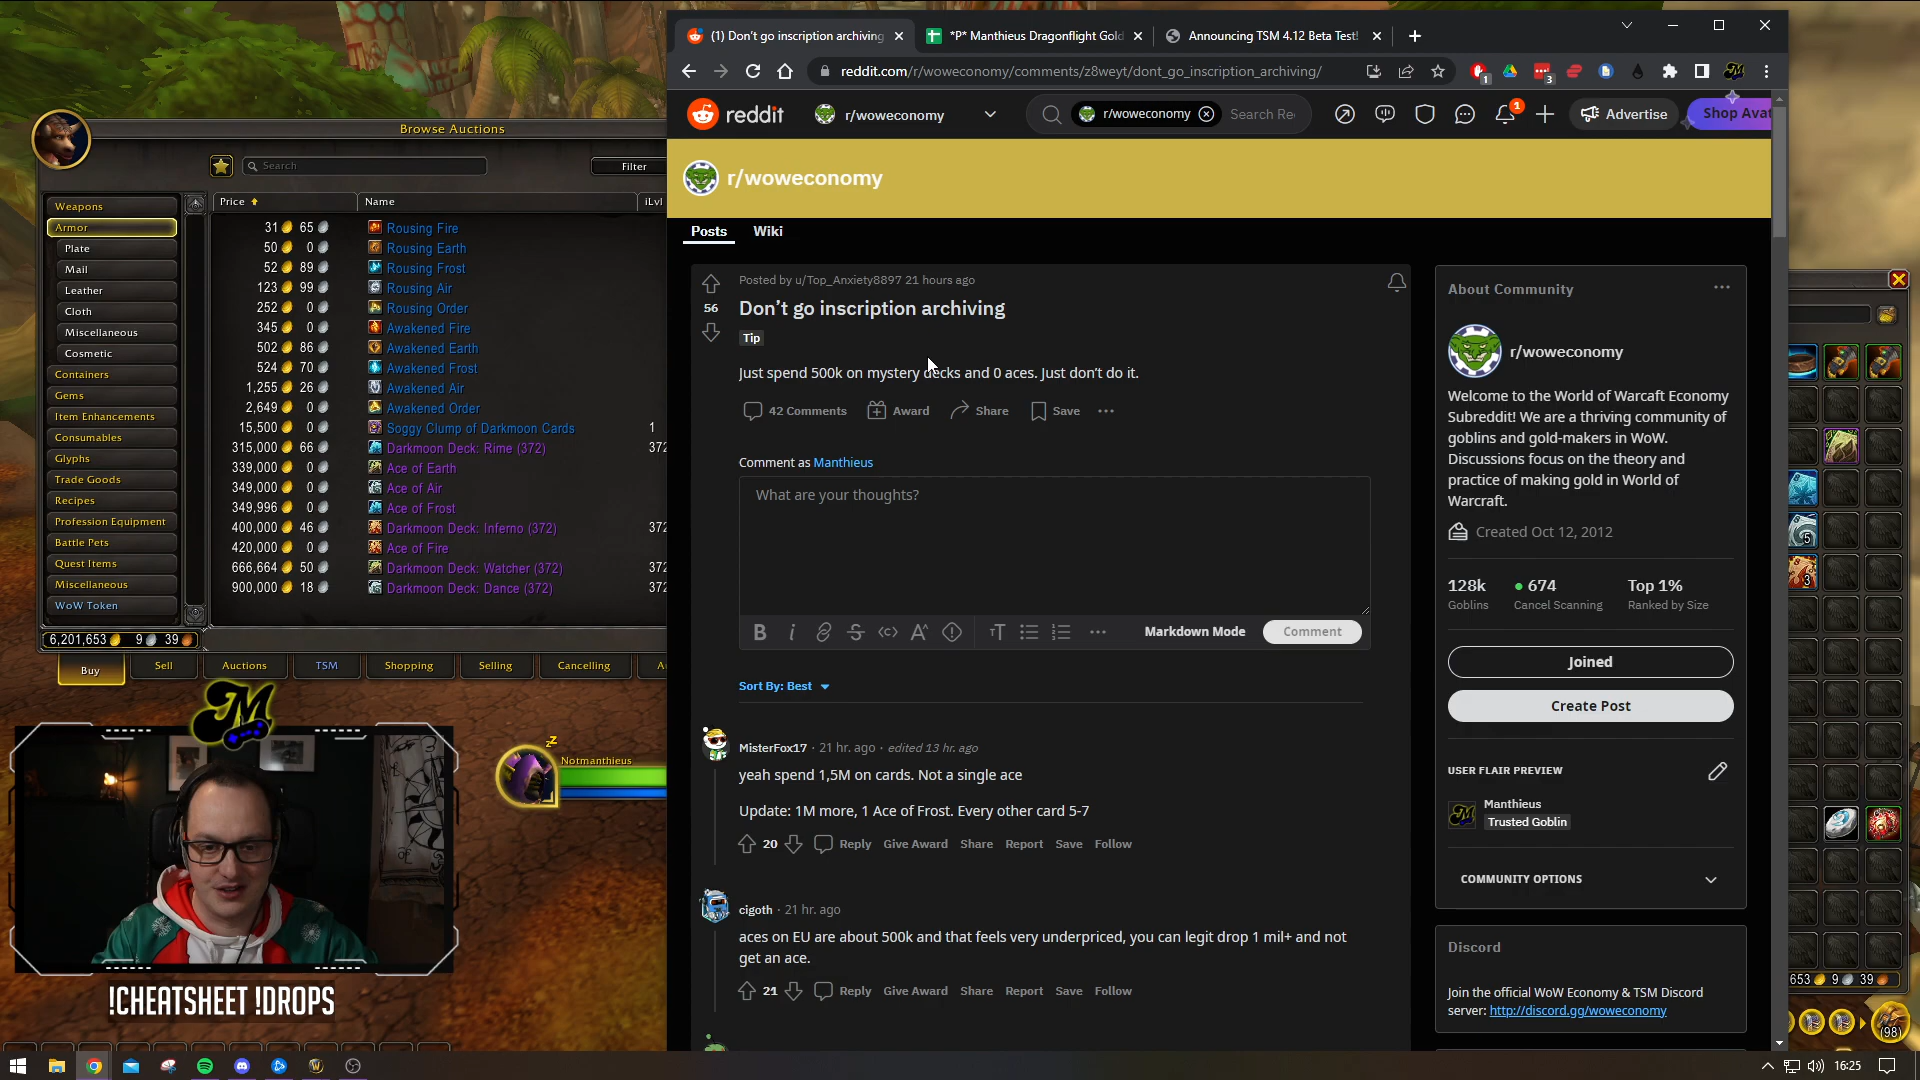 (1) Don't go inscription archiving
*P* Manthieus Dragonflight Gold
Announcing TSM 4.12 Beta Test!
reddit.com/r/woweconomy/comments/z8weyt/dont_go_inscription_archiving/
1
3
reddit
r/woweconomy
r/woweconomy
Search Re
1
Advertise
Shop Avat
r/woweconomy
Posts
Wiki
Posted by u/Top_Anxiety8897 21 hours ago
56
Don't go inscription archiving
Tip
Just spend 500k on mystery decks and 0 aces. Just don't do it.
42 Comments
Award
Share
Save
Comment as Manthieus
What are your thoughts?
Markdown Mode
Comment
Sort By: Best
MisterFox17 · 21 hr. ago · edited 13 hr. ago
yeah spend 1,5M on cards. Not a single ace
Update: 1M more, 1 Ace of Frost. Every other card 5-7
20
Reply
Give Award
Share
Report
Save
Follow
cigoth · 21 hr. ago
aces on EU are about 500k and that feels very underpriced, you can legit drop 1 mil+ and not
get an ace.
21
Reply
Give Award
Share
Report
Save
Follow
About Community
r/woweconomy
Welcome to the World of Warcaft Economy
Subreddit! We are a thriving community of
goblins and gold-makers in WoW.
Discussions focus on the theory and
practice of making gold in World of
Warcraft.
Created Oct 12, 2012
128k
674
Top 1%
Goblins
Cancel Scanning
Ranked by Size
Joined
Create Post
USER FLAIR PREVIEW
Manthieus
Trusted Goblin
COMMUNITY OPTIONS
Discord
Join the official WoW Economy & TSM Discord
server: http://discord.gg/woweconomy
Browse Auctions
Search
Filter
Price
Name
iLvl
Weapons
Armor
Plate
Mail
Leather
Cloth
Miscellaneous
Cosmetic
Containers
Gems
Item Enhancements
Consumables
Glyphs
Trade Goods
Recipes
Profession Equipment
Battle Pets
Quest Items
Miscellaneous
WoW Token
31 65 Rousing Fire
50 0 Rousing Earth
52 89 Rousing Frost
123 99 Rousing Air
252 0 Rousing Order
345 0 Awakened Fire
502 86 Awakened Earth
524 70 Awakened Frost
1,255 26 Awakened Air
2,649 0 Awakened Order
15,500 0 Soggy Clump of Darkmoon Cards 1
315,000 66 Darkmoon Deck: Rime (372) 372
339,000 0 Ace of Earth
349,000 0 Ace of Air
349,996 0 Ace of Frost
400,000 46 Darkmoon Deck: Inferno (372) 372
420,000 0 Ace of Fire
666,664 50 Darkmoon Deck: Watcher (372) 372
900,000 18 Darkmoon Deck: Dance (372) 372
6,201,653 9 39
Buy
Sell
Auctions
TSM
Shopping
Selling
Cancelling
A
M
zZ
Notmanthieus
!CHEATSHEET !DROPS
5
3
653 9 39
(98)
16:25